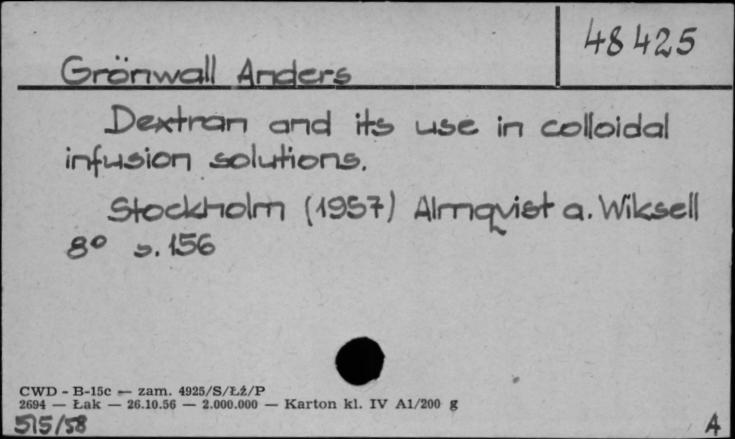 48425
Grönwall Anders
Dextran and its use in colloidal
infusion solutions.
Stockholm (1957) Almqvist a. Wiksell
8° s. 156
CWD - B-15c — zam. 4925/S/Łż/P
2694 — Łak — 26.10.56 — 2.000.000 — Karton kl. IV A1/200 g
515/58
A